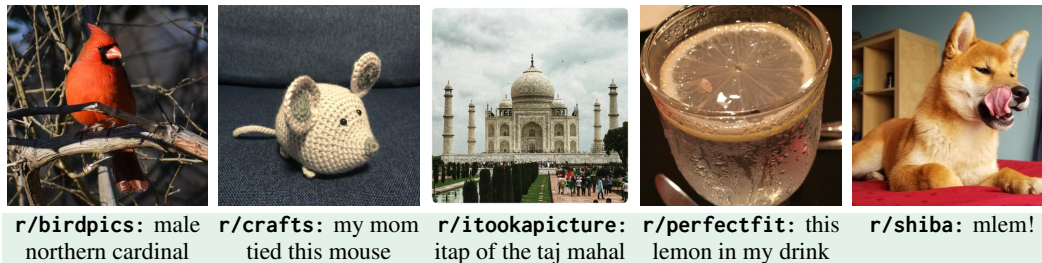 r/birdpics: male
northern cardinal
r/crafts: my mom
tied this mouse
r/itookapicture:
itap of the taj mahal
r/perfectfit: this
lemon in my drink
r/shiba: mlem!